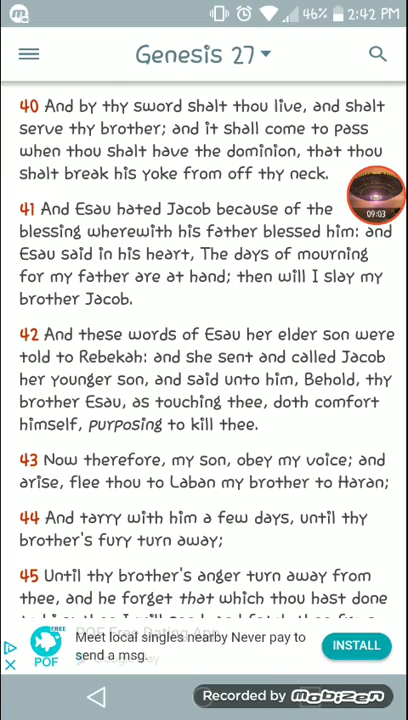 46% 2:42 PM
Genesis 27
40 And by thy sword shalt thou live, and shalt
serve thy brother; and it shall come to pass
when thou shalt have the dominion, that thou
shalt break his yoke from off thy neck.
09:03
41 And Esau hated Jacob because of the
blessing wherewith his father blessed him: and
Esau said in his heart, The days of mourning
for my father are at hand; then will I slay my
brother Jacob.
42 And these words of Esau her elder son were
told to Rebekah: and she sent and called Jacob
her younger son, and said unto him, Behold, thy
brother Esau, as touching thee, doth comfort
himself, purposing to kill thee.
43 Now therefore, my son, obey my voice; and
arise, flee thou to Laban my brother to Haran;
44 And tarry with him a few days, until thy
brother's fury turn away;
45 Until thy brother's anger turn away from
thee, and he forget that which thou hast done
FREE
POF
POF Free Dating App
Meet local singles nearby Never pay to
send a msg.
Google Play
INSTALL
Recorded by mobizen